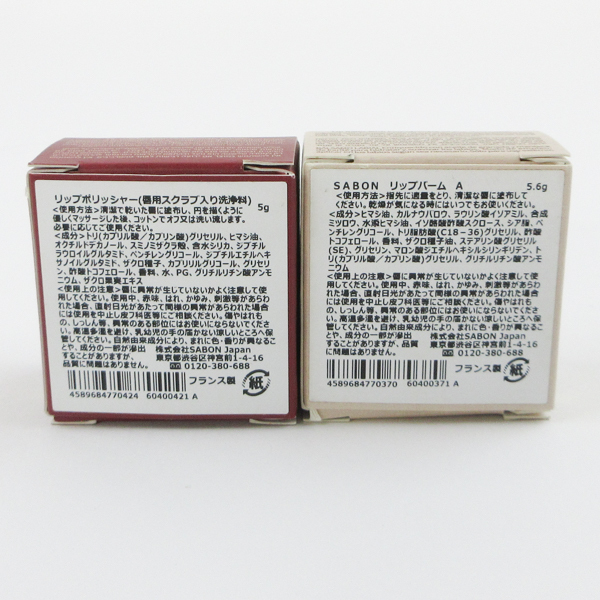 リップポリッシャー(唇用スクラブ入り洗浄料)
5g
<使用方法>清潔で乾いた唇に塗布し、円を描くように
優しくマッサージした後、コットンでオフ又は洗い流します。
必要に応じてご使用ください。
<成分>トリ(カプリル酸/カプリン酸)グリセリル、ヒマシ油、
オクチルドデカノール、スミノミザクラ殻、含水シリカ、ジブチル
ラウロイルグルタミド、ペンチレングリコール、ジブチルエチルヘキ
サノイルグルタミド、ザクロ種子、カプリリルグリコール、グリセリ
ン、酢酸トコフェロール、香料、水、PG、グリチルリチン酸アンモ
ニウム、ザクロ果実エキス
<使用上の注意>唇に異常が生じていないかよく注意して使
用してください。使用中、赤味、はれ、かゆみ、刺激等があらわ
れた場合、直射日光があたって同様の異常があらわれた場合
には使用を中止し皮フ科医等にご相談ください。傷やはれも
の、しっしん等、異常のある部位にはお使いにならないでくださ
い。高温多湿を避け、乳幼児の手の届かない涼しいところへ保
管してください。自然由来成分により、まれに色・香りが異なるこ
とや、成分の一部が滲出
することがありますが、
品質に問題はありません。
株式会社SABON Japan
東京都渋谷区神宮前1-4-16
0120-380-688
フランス製
紙
4589684770424 60400421 A
SABON リップバーム A
5.6g
<使用方法>指先に適量をとり、清潔な唇に塗布して
ください。乾燥が気になる時にはいつでもお使いください。
<成分>ヒマシ油、カルナウバロウ、ラウリン酸イソアミル、合成
ミツロウ、水添ヒマシ油、イソ酪酸酢酸スクロース、シア脂、ペ
ンチレングリコール、トリ脂肪酸(C18-36)グリセリル、酢酸
トコフェロール、香料、ザクロ種子油、ステアリン酸グリセリル
(SE)、グリセリン、マロン酸ジエチルヘキシルシリンギリデン、ト
リ(カプリル酸/カプリン酸)グリセリル、グリチルリチン酸アンモ
ニウム
<使用上の注意>唇に異常が生じていないかよく注意して使
用してください。使用中、赤味、はれ、かゆみ、刺激等があらわ
れた場合、直射日光があたって同様の異常があらわれた場合
には使用を中止し皮フ科医等にご相談ください。傷やはれも
の、しっしん等、異常のある部位にはお使いにならないでくださ
い。高温多湿を避け、乳幼児の手の届かない涼しいところへ保
管してください。自然由来成分により、まれに色・香りが異なるこ
とや、成分の一部が滲出
することがありますが、品質
に問題はありません。
株式会社SABON Japan
東京都渋谷区神宮前1-4-16
0120-380-688
フランス製
紙
4589684770370 60400371 A